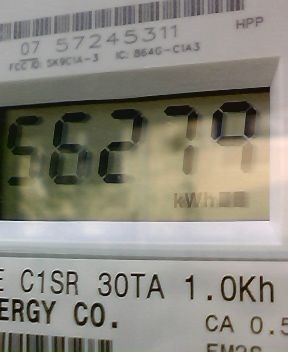 HPP
07 57245311
FCC ID: SK9C1A-3 IC: 864G-C1A3
56279
kWh
E C1SR 30TA 1.0Kh
ERGY CO.
CA 0.5